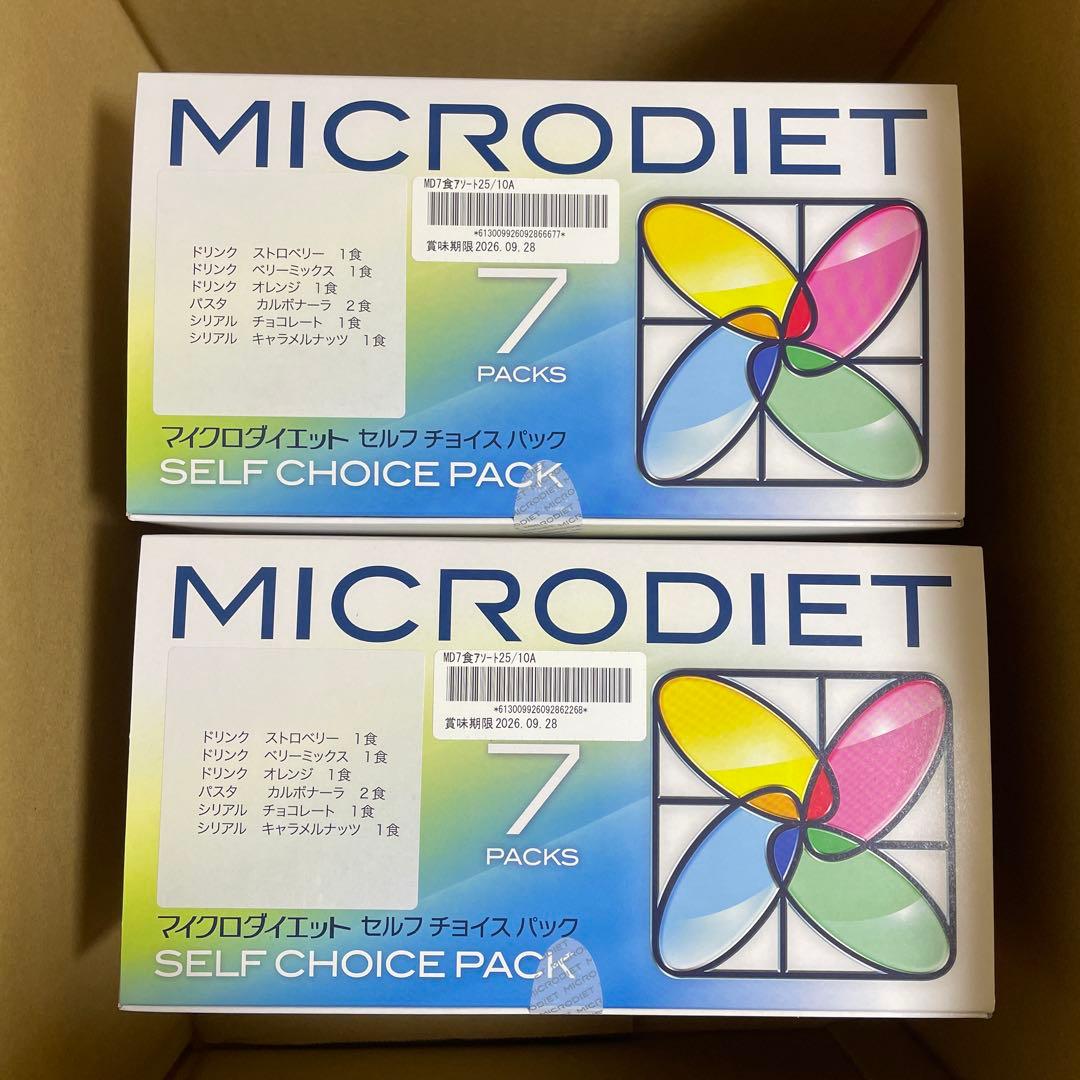 MICRODIET
MD7食ｱｿｰﾄ25/10A
*613009926092866677*
賞味期限2026.09.28
ドリンク ストロベリー 1食
ドリンク ベリーミックス 1食
ドリンク オレンジ 1食
パスタ カルボナーラ 2食
シリアル チョコレート 1食
シリアル キャラメルナッツ 1食
7
PACKS
マイクロダイエット セルフ チョイス パック
SELF CHOICE PACK
MICRODIET
MD7食ｱｿｰﾄ25/10A
*613009926092862268*
賞味期限2026.09.28
ドリンク ストロベリー 1食
ドリンク ベリーミックス 1食
ドリンク オレンジ 1食
パスタ カルボナーラ 2食
シリアル チョコレート 1食
シリアル キャラメルナッツ 1食
7
PACKS
マイクロダイエット セルフ チョイス パック
SELF CHOICE PACK